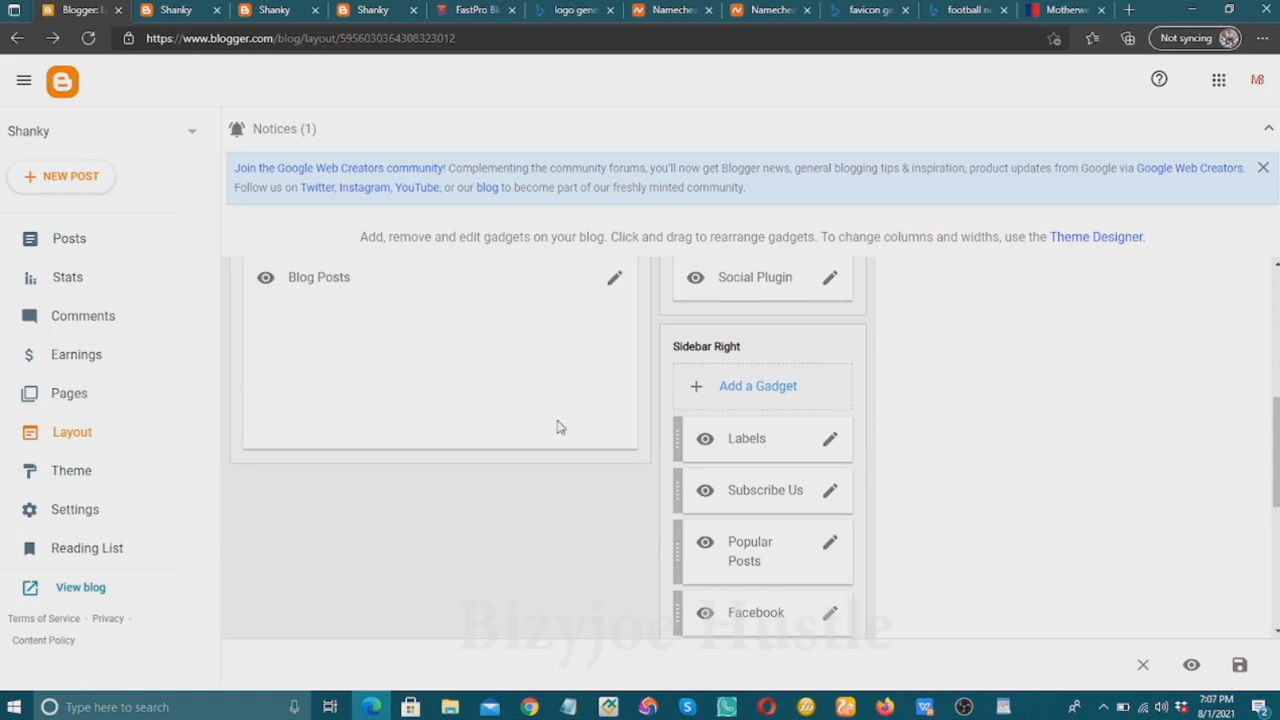 Blogger: La
Shanky
Shanky
Shanky
FastPro Bl
logo gene
Namechea
Namechea
favicon ge
football ne
Motherwe
https://www.blogger.com/blog/layout/5956030364308323012
Not syncing
Shanky
Notices (1)
NEW POST
Join the Google Web Creators community! Complementing the community forums, you'll now get Blogger news, general blogging tips & inspiration, product updates from Google via Google Web Creators.
Follow us on Twitter, Instagram, YouTube, or our blog to become part of our freshly minted community.
Add, remove and edit gadgets on your blog. Click and drag to rearrange gadgets. To change columns and widths, use the Theme Designer.
Posts
Stats
Comments
Earnings
Pages
Layout
Theme
Settings
Reading List
View blog
Terms of Service · Privacy ·
Content Policy
Blog Posts
Social Plugin
Sidebar Right
Add a Gadget
Labels
Subscribe Us
Popular
Posts
Facebook
Bizyjoe Hustle
Type here to search
7:07 PM
8/1/2021